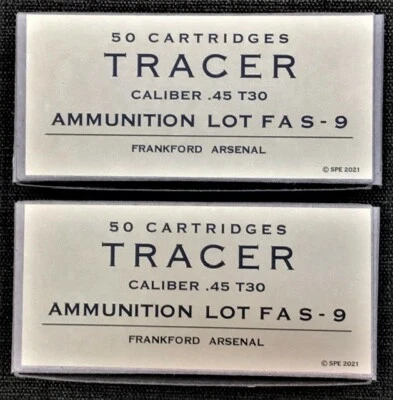 50 CARTRIDGES
TRACER
CALIBER .45 T30
AMMUNITION LOT FA S-9
FRANKFORD ARSENAL
© SPE 2021
50 CARTRIDGES
TRACER
CALIBER .45 T30
AMMUNITION LOT FA S-9
FRANKFORD ARSENAL
© SPE 2021